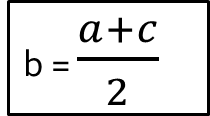 b = a+c
2